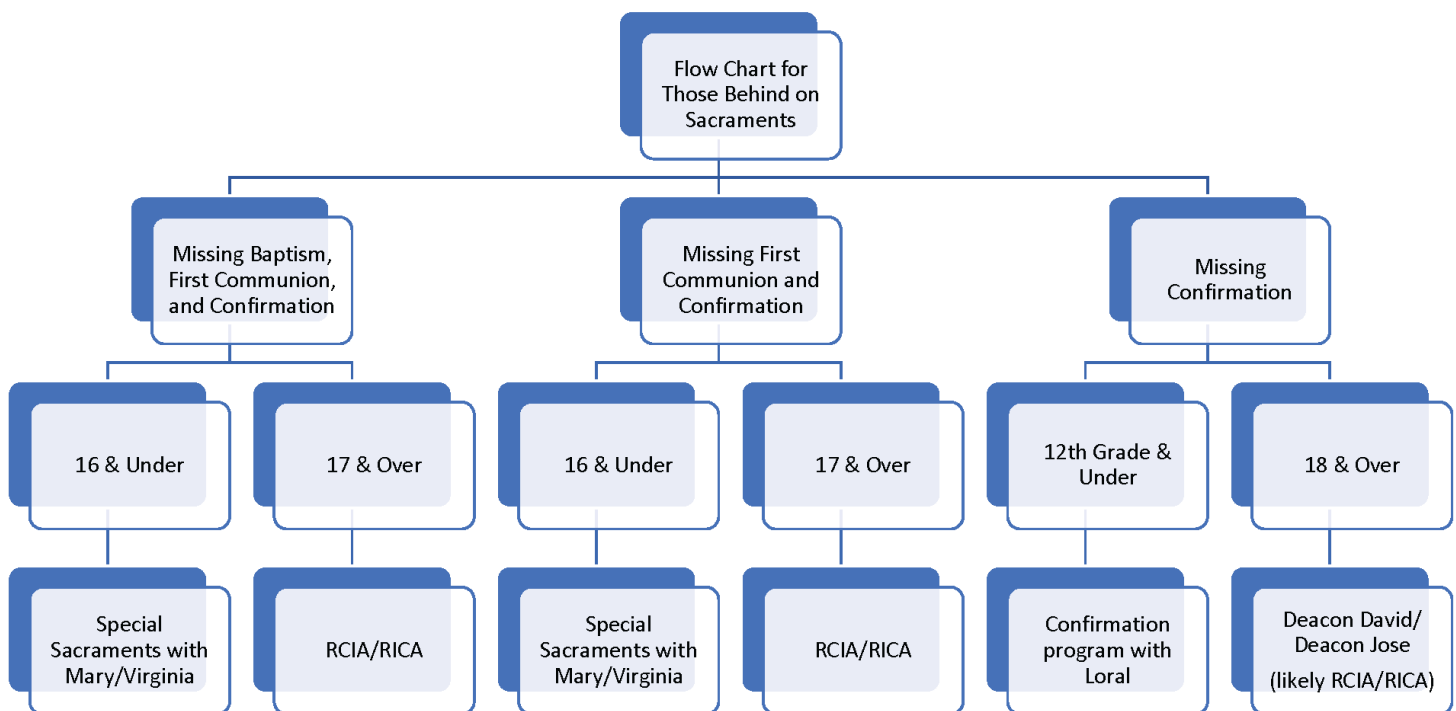 Flow Chart for
Those Behind on
Sacraments
Missing Baptism,
First Communion,
and Confirmation
Missing First
Communion and
Confirmation
Missing
Confirmation
16 & Under
17 & Over
16 & Under
17 & Over
12th Grade &
Under
18 & Over
Special
Sacraments with
Mary/Virginia
RCIA/RICA
Special
Sacraments with
Mary/Virginia
RCIA/RICA
Confirmation
program with
Loral
Deacon David/
Deacon Jose
(likely RCIA/RICA)